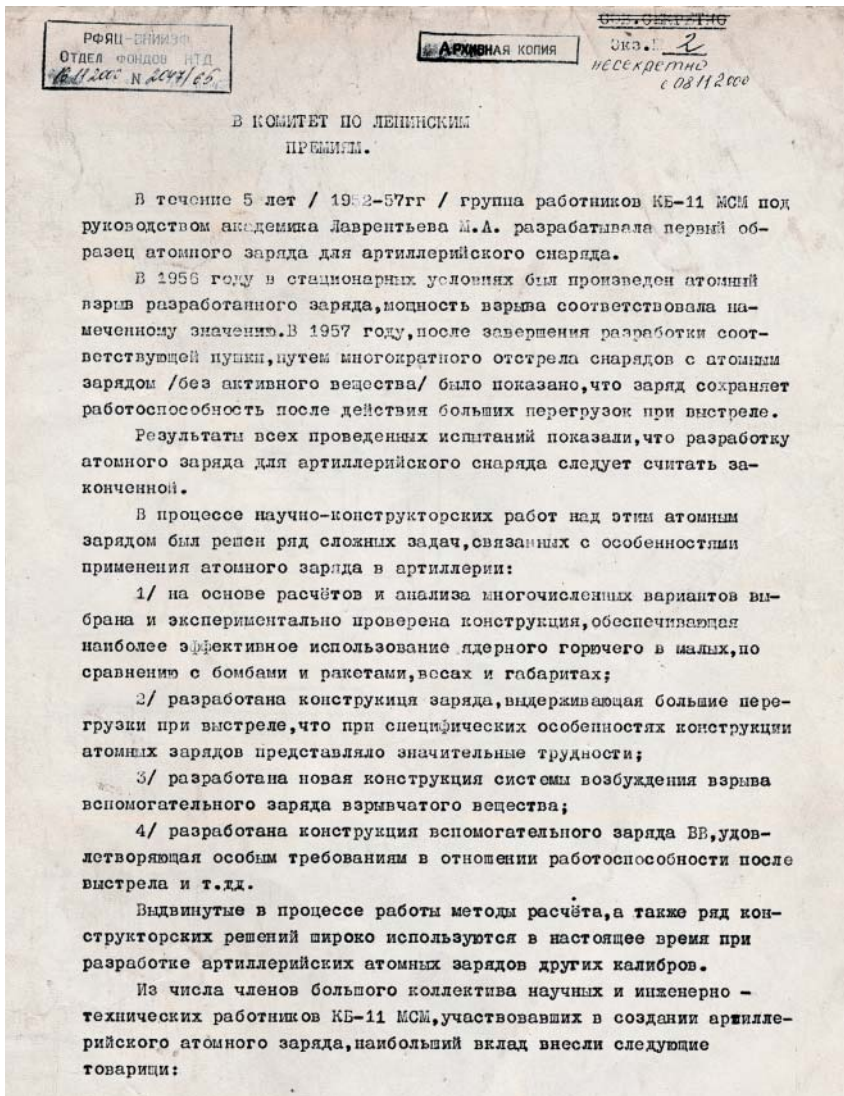 РФЯЦ-ВНИИЭФ
ОТДЕЛ ФОНДОВ НТД
2000 N 2047/65
АРХИВНАЯ КОПИЯ
СОВ.СЕКРЕТНО
Экз. 2
несекретно
с 08 11 2000
В КОМИТЕТ ПО ЛЕНИНСКИМ
ПРЕМИЯМ.
В течение 5 лет / 1952-57гг / группа работников КБ-11 МСМ под
руководством академика Лаврентьева М.А. разрабатывала первый об-
разец атомного заряда для артиллерийского снаряда.
В 1956 году в стационарных условиях был произведен атомный
взрыв разработанного заряда,мощность взрыва соответствовала на-
меченному значению.В 1957 году,после завершения разработки соот-
ветствующей пушки,путем многократного отстрела снарядов с атомным
зарядом /без активного вещества/ было показано,что заряд сохраняет
работоспособность после действия больших перегрузок при выстреле.
Результаты всех проведенных испытаний показали,что разработку
атомного заряда для артиллерийского снаряда следует считать за-
конченной.
В процессе научно-конструкторских работ над этим атомным
зарядом был решен ряд сложных задач,связанных с особенностями
применения атомного заряда в артиллерии:
1/ на основе расчётов и анализа многочисленных вариантов вы-
брана и экспериментально проверена конструкция,обеспечивающая
наиболее эффективное использование ядерного горючего в малых,по
сравнению с бомбами и ракетами,весах и габаритах;
2/ разработана конструкиця заряда,выдерживающая большие пере-
грузки при выстреле,что при специфических особенностях конструкции
атомных зарядов представляло значительные трудности;
3/ разработана новая конструкция системы возбуждения взрыва
вспомогательного заряда взрывчатого вещества;
4/ разработана конструкция вспомогательного заряда ВВ,удов-
летворяющая особым требованиям в отношении работоспособности после
выстрела и т.дд.
Выдвинутые в процессе работы методы расчёта,а также ряд кон-
структорских решений широко используются в настоящее время при
разработке артиллерийских атомных зарядов других калибров.
Из числа членов большого коллектива научных и инженерно -
технических работников КБ-11 МСМ,участвовавших в создании артилле-
рийского атомного заряда,наибольший вклад внесли следующие
товарищи: